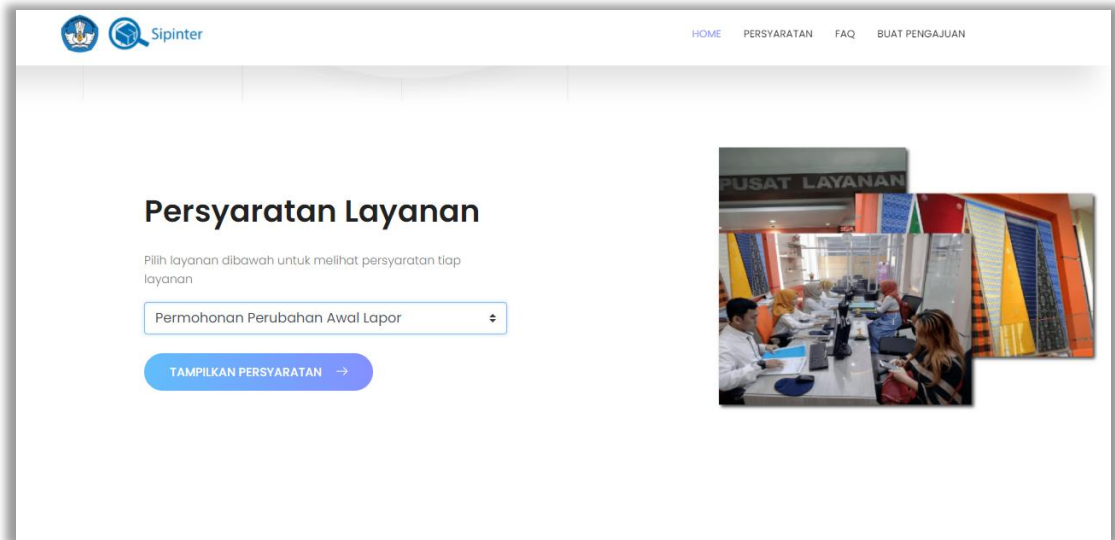 Sipinter
HOME PERSYARATAN FAQ BUAT PENGAJUAN
Persyaratan Layanan
Pilih layanan dibawah untuk melihat persyaratan tiap
layanan
Permohonan Perubahan Awal Lapor
TAMPILKAN PERSYARATAN →
PUSAT LAYANAN